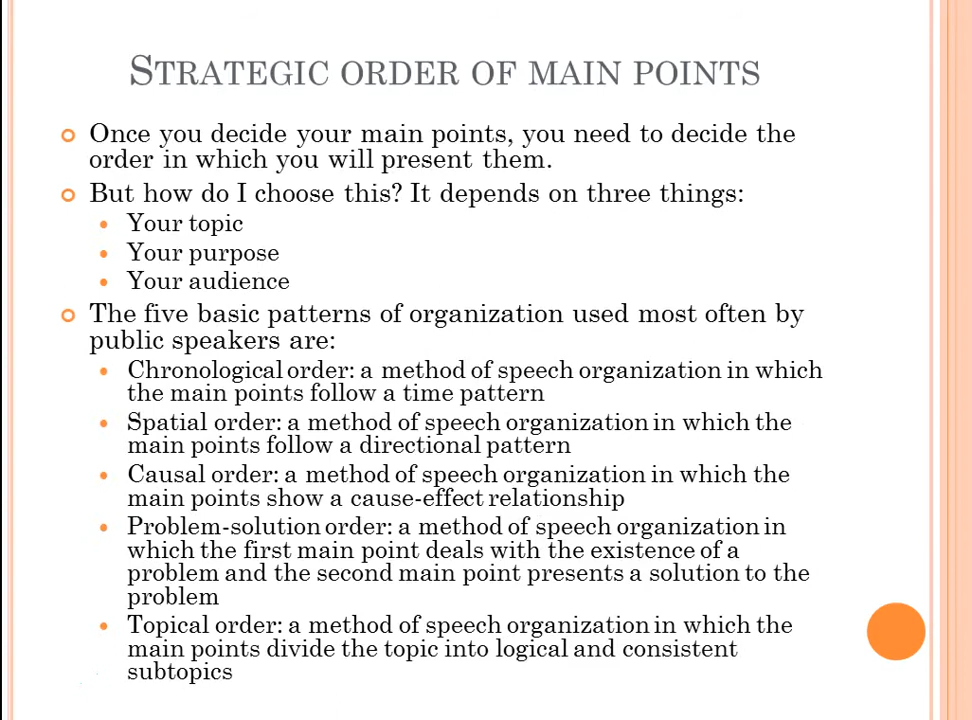 STRATEGIC ORDER OF MAIN POINTS
Once you decide your main points, you need to decide the
order in which you will present them.
But how do I choose this? It depends on three things:
Your topic
Your purpose
Your audience
The five basic patterns of organization used most often by
public speakers are:
Chronological order: a method of speech organization in which
the main points follow a time pattern
Spatial order: a method of speech organization in which the
main points follow a directional pattern
Causal order: a method of speech organization in which the
main points show a cause-effect relationship
Problem-solution order: a method of speech organization in
which the first main point deals with the existence of a
problem and the second main point presents a solution to the
problem
Topical order: a method of speech organization in which the
main points divide the topic into logical and consistent
subtopics